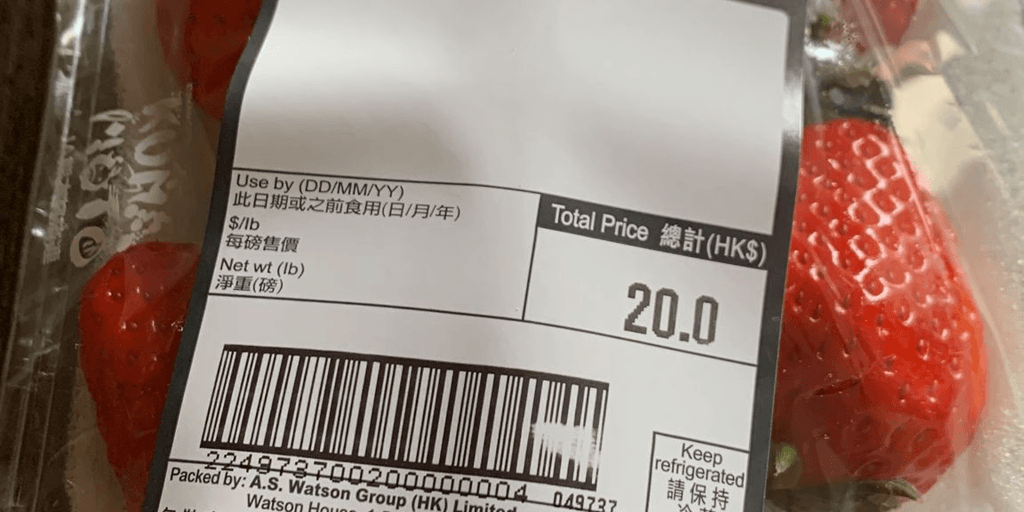 Use by (DD/MM/YY)
此日期或之前食用(日/月/年)
$/lb
每磅售價
Net wt (lb)
淨重(磅)
Total Price 總計(HK$)
20.0
2249737002000000004 049737
Packed by: A.S. Watson Group (HK) Limited
Watson House,
Keep
refrigerated
請保持